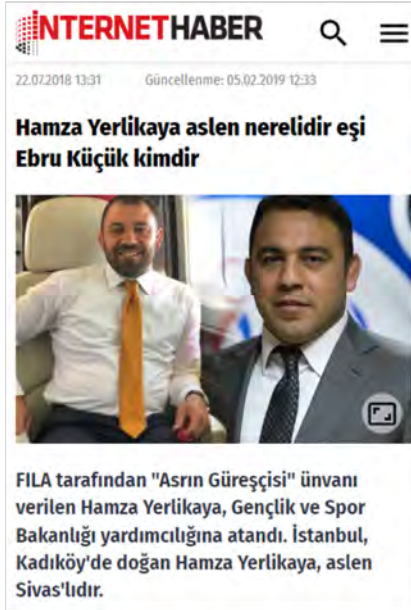 İNTERNETHABER
22.07.2018 13:31 Güncellenme: 05.02.2019 12:33
Hamza Yerlikaya aslen nerelidir eşi
Ebru Küçük kimdir
FILA tarafından "Asrın Güreşçisi" ünvanı
verilen Hamza Yerlikaya, Gençlik ve Spor
Bakanlığı yardımcılığına atandı. İstanbul,
Kadıköy'de doğan Hamza Yerlikaya, aslen
Sivas'lıdır.